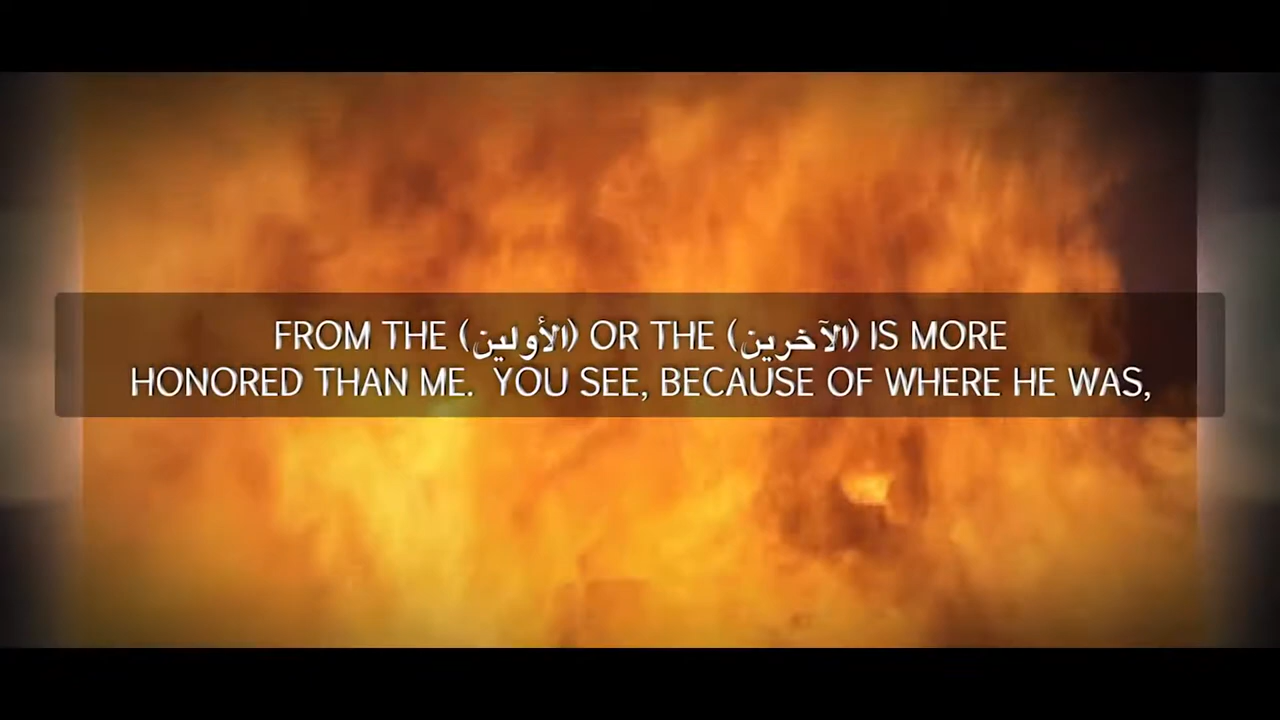 FROM THE (الأولين) OR THE (الآخرين) IS MORE
HONORED THAN ME.  YOU SEE, BECAUSE OF WHERE HE WAS,